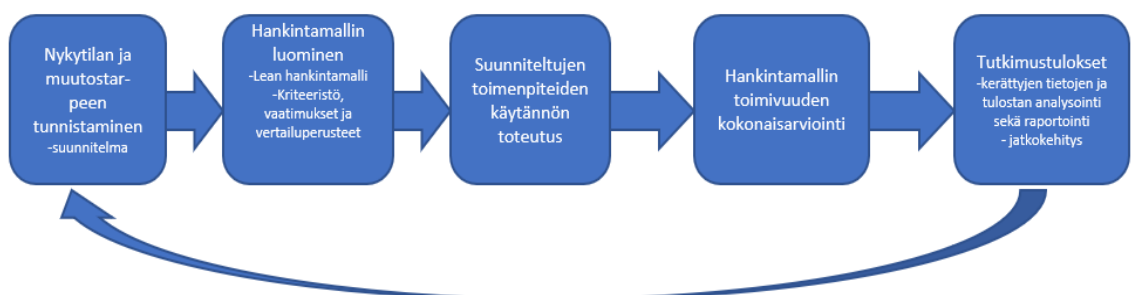 Nykytilan ja
muutostar-
peen
tunnistaminen
-suunnitelma
Hankintamallin
luominen
-Lean hankintamalli
-Kriteeristö,
vaatimukset ja
vertailuperusteet
Suunniteltujen
toimenpiteiden
käytännön
toteutus
Hankintamallin
toimivuuden
kokonaisarviointi
Tutkimustulokset
-kerättyjen tietojen ja
tulostan analysointi
sekä raportointi
- jatkokehitys